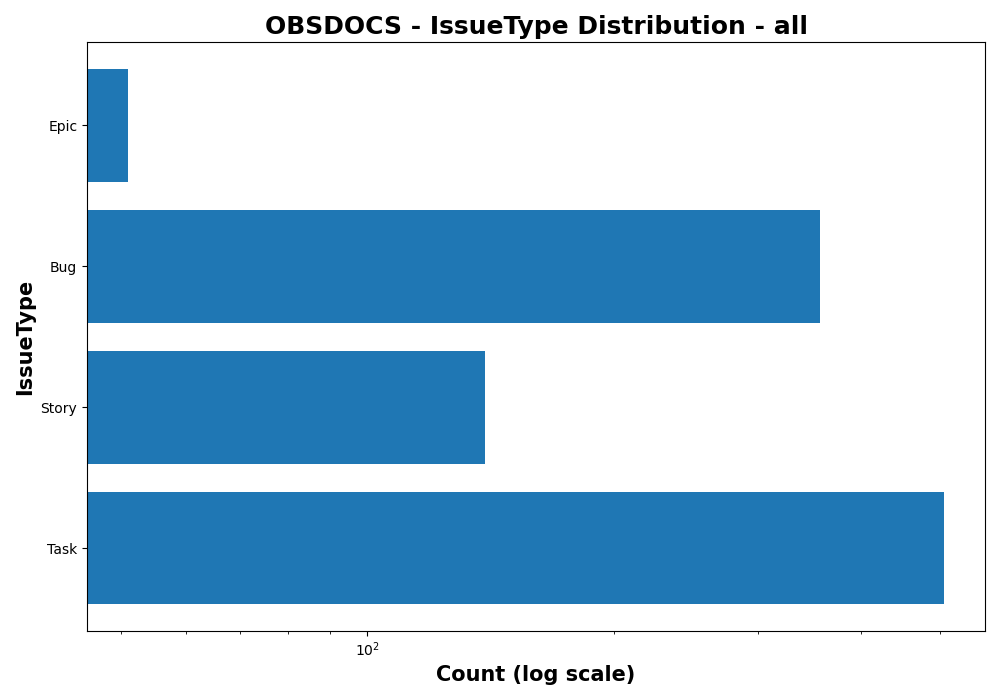 OBSDOCS - IssueType Distribution - all
IssueType
Epic
Bug
Story
Task
10²
Count (log scale)